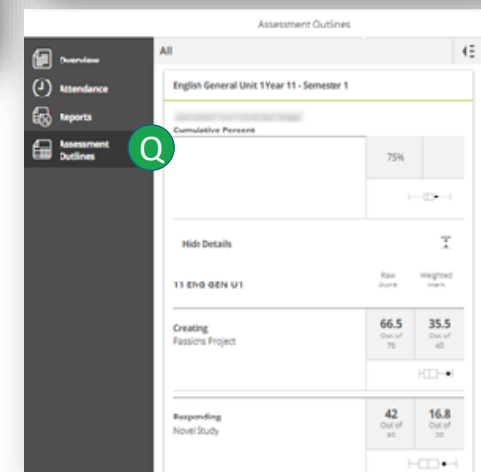 Assessment Outlines
Overview
Attendance
Reports
Assessment
Outlines
Q
All
English General Unit 1Year 11 - Semester 1
Cumulative Percent
75%
Hide Details
11 ENG GEN U1
Raw
Score
Weighted
Mark
Creating
Passions Project
66.5
Out of
75
35.5
Out of
40
Responding
Novel Study
42
Out of
16.8
Out of
20